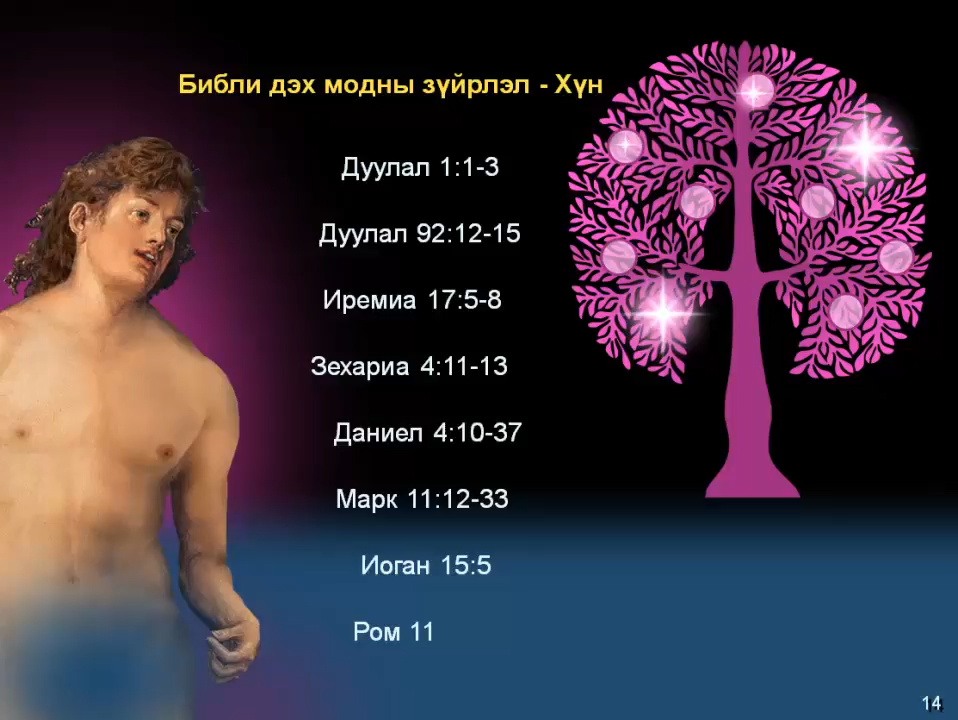 Библи дэх модны зүйрлэл - Хүн
Дуулал 1:1-3
Дуулал 92:12-15
Иремиа 17:5-8
Зехариа 4:11-13
Даниел 4:10-37
Марк 11:12-33
Иоган 15:5
Ром 11
14